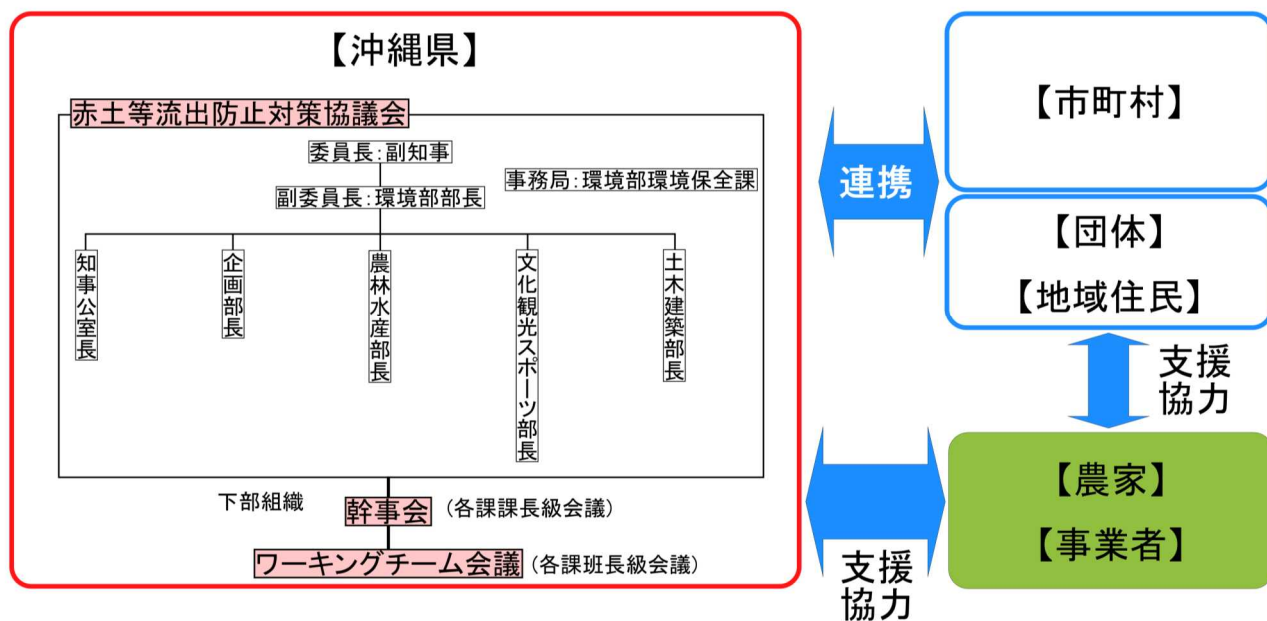 【沖縄県】
赤土等流出防止対策協議会
委員長:副知事
事務局:環境部環境保全課
副委員長:環境部部長
知事公室長
企画部長
農林水産部長
文化観光スポーツ部長
土木建築部長
下部組織
幹事会
(各課課長級会議)
ワーキングチーム会議
(各課班長級会議)
連携
【市町村】
【団体】
【地域住民】
支援
協力
【農家】
【事業者】
支援
協力